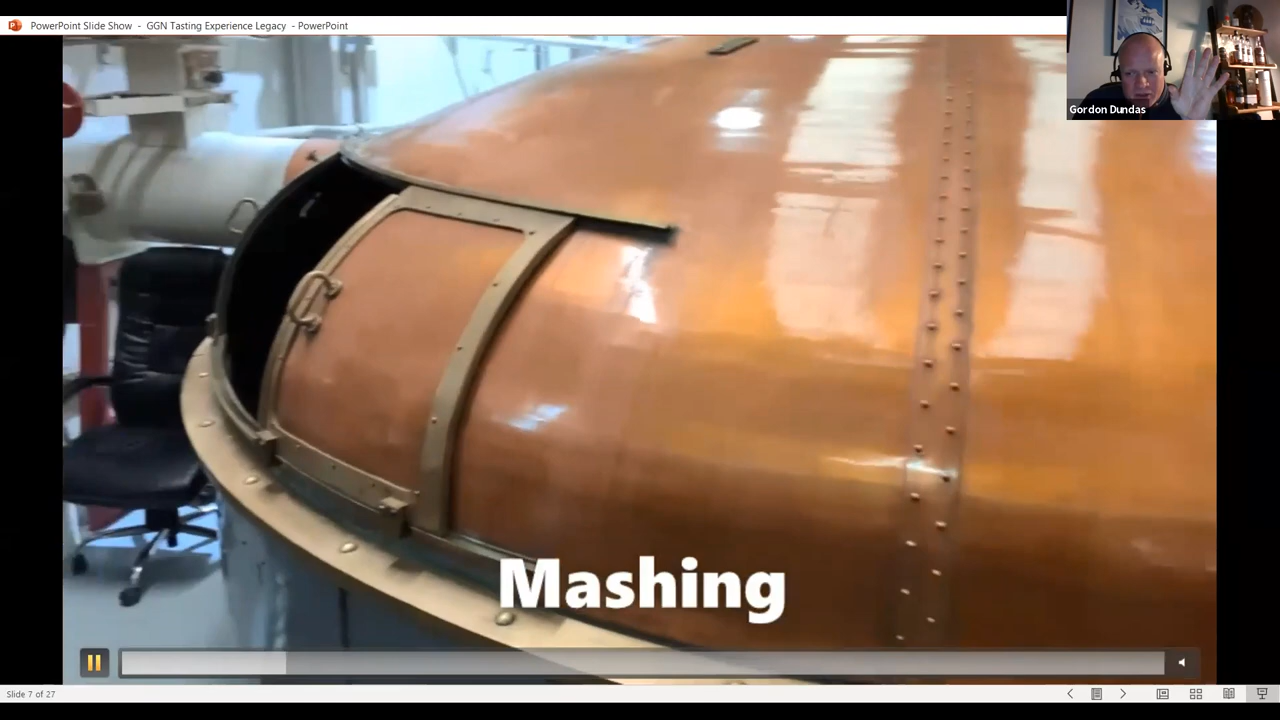 PowerPoint Slide Show - GGN Tasting Experience Legacy - PowerPoint
Gordon Dundas
Mashing
Slide 7 of 27